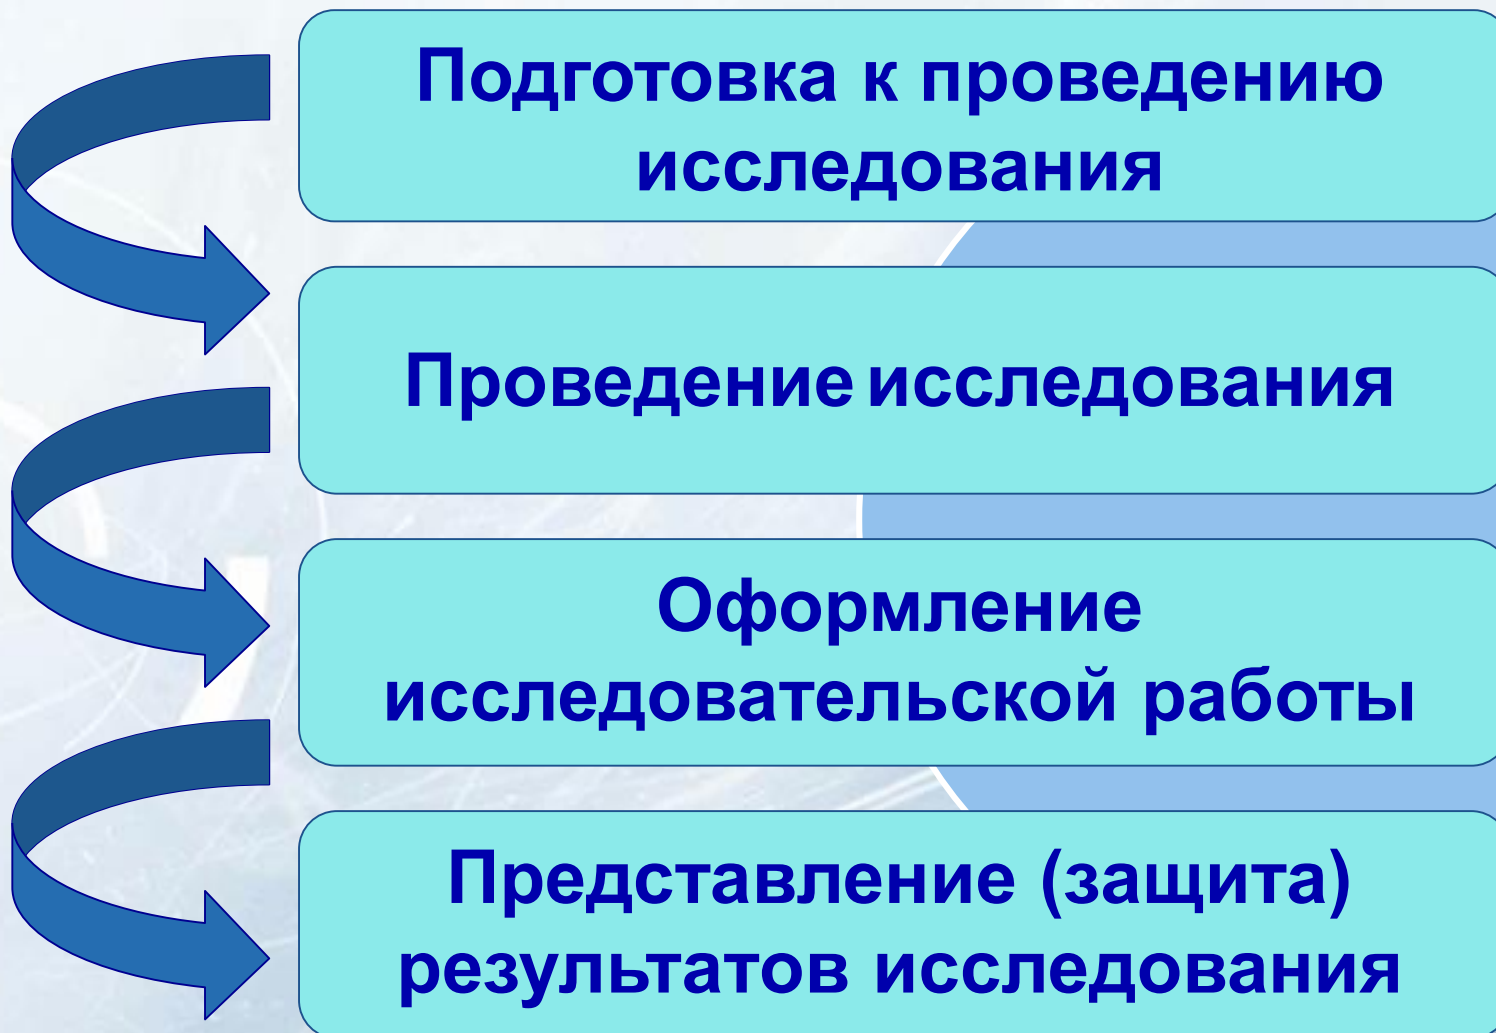 Подготовка к проведению
исследования
Проведение исследования
Оформление
исследовательской работы
Представление (защита)
результатов исследования